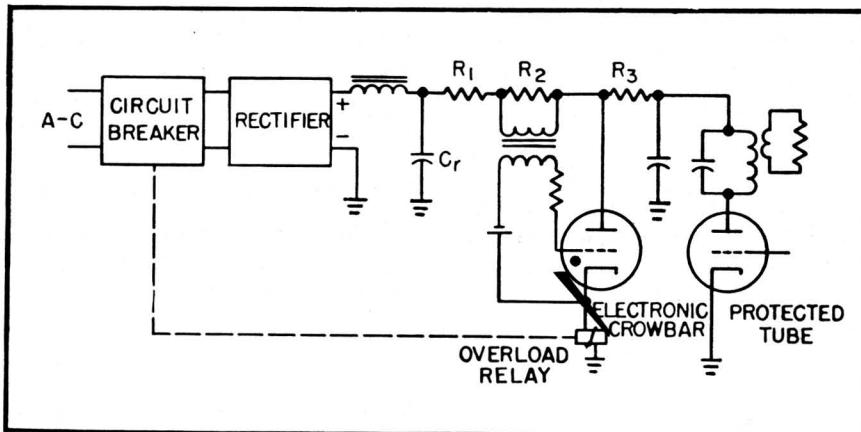 A-C
CIRCUIT
BREAKER
RECTIFIER
+
-
R1
R2
R3
Cr
ELECTRONIC
CROWBAR
PROTECTED
TUBE
OVERLOAD
RELAY